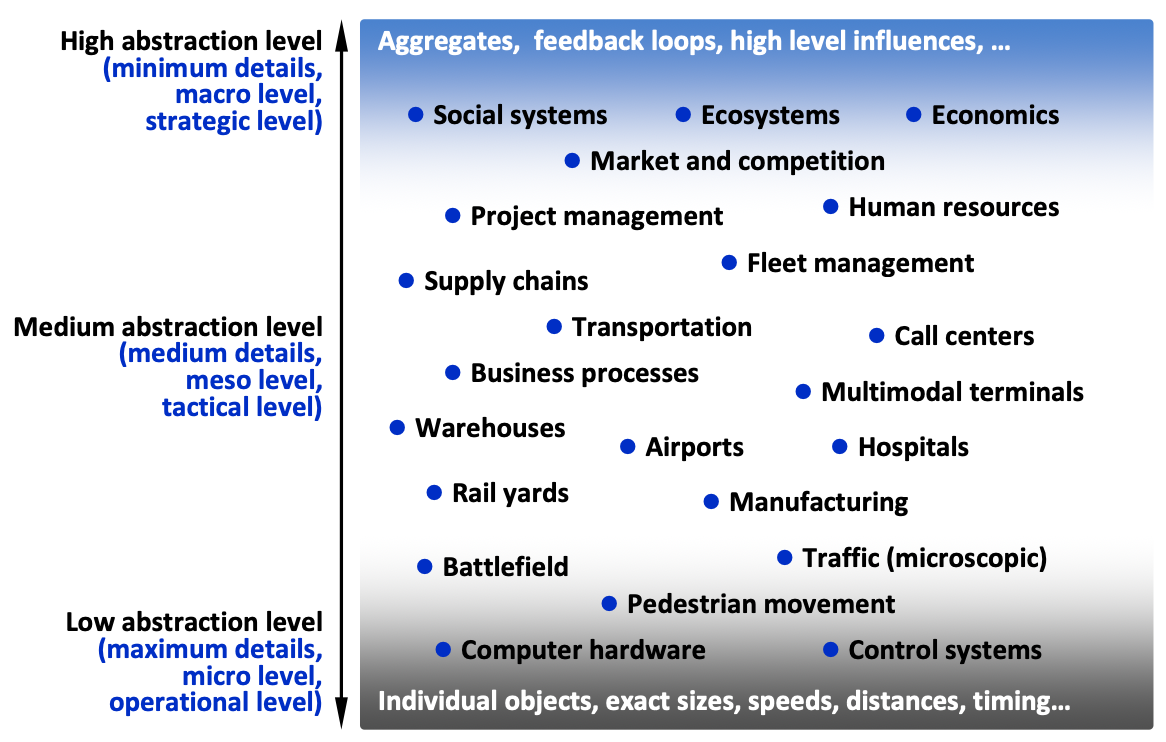 High abstraction level
(minimum details,
macro level,
strategic level)
Medium abstraction level
(medium details,
meso level,
tactical level)
Low abstraction level
(maximum details,
micro level,
operational level)
Aggregates, feedback loops, high level influences, ...
Social systems
Ecosystems
Economics
Market and competition
Project management
Human resources
Supply chains
Fleet management
Transportation
Call centers
Business processes
Multimodal terminals
Warehouses
Airports
Hospitals
Rail yards
Manufacturing
Battlefield
Traffic (microscopic)
Pedestrian movement
Computer hardware
Control systems
Individual objects, exact sizes, speeds, distances, timing...